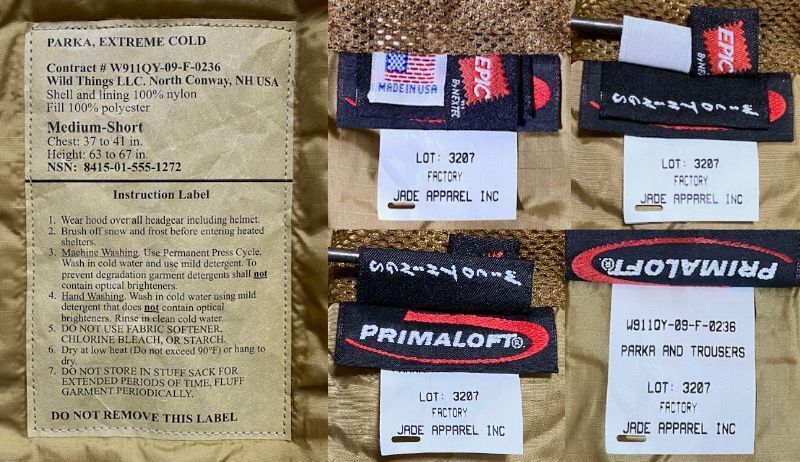 PARKA, EXTREME COLD
Contract # W911QY-09-F-0236
Wild Things LLC, North Conway, NH USA
Shell and lining 100% nylon
Fill 100% polyester
Medium-Short
Chest: 37 to 41 in.
Height: 63 to 67 in.
NSN: 8415-01-555-1272
Instruction Label
1. Wear hood over all headgear including helmet.
2. Brush off snow and frost before entering heated
shelters.
3. Machine Washing. Use Permanent Press Cycle.
Wash in cold water and use mild detergent. To
prevent degradation garment detergents shall not
contain optical brighteners.
4. Hand Washing. Wash in cold water using mild
detergent that does not contain optical
brighteners. Rinse in clean cold water.
5. DO NOT USE FABRIC SOFTENER,
CHLORINE BLEACH, OR STARCH.
6. Dry at low heat (Do not exceed 90°F) or hang to
dry.
7. DO NOT STORE IN STUFF SACK FOR
EXTENDED PERIODS OF TIME, FLUFF
GARMENT PERIODICALLY.
DO NOT REMOVE THIS LABEL
MADE IN USA
EPIC
By NEXTEC
LOT: 3207
FACTORY
JADE APPAREL INC
EPIC
By NEXTEC
WILDTHINGS
LOT: 3207
FACTORY
JADE APPAREL INC
WILDTHINGS
PRIMALOFT®
LOT: 3207
FACTORY
JADE APPAREL INC
PRIMALOFT®
W911QY-09-F-0236
PARKA AND TROUSERS
LOT: 3207
FACTORY
JADE APPAREL INC